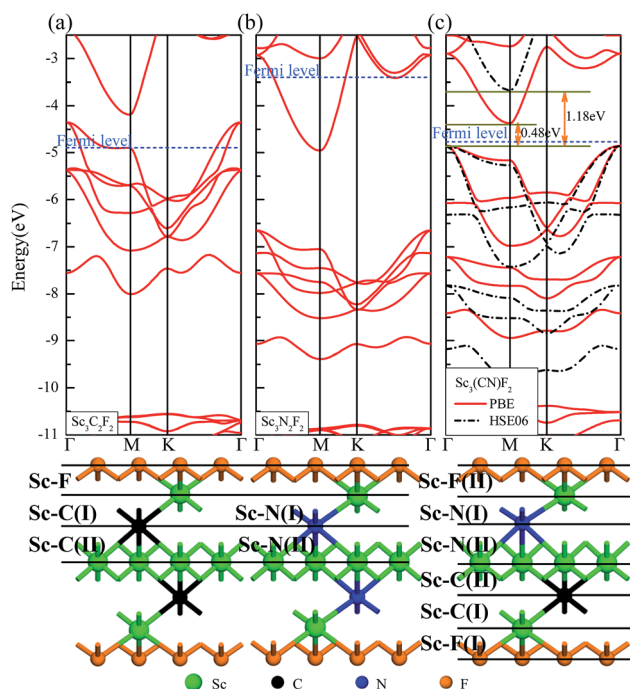 (a) (b) (c)
Energy(eV)
-3
-4
-5
-6
-7
-8
-9
-10
-11
Fermi level
Fermi level
Fermi level
1.18eV
0.48eV
Sc₃C₂F₂
Sc₃N₂F₂
Sc₃(CN)F₂
PBE
HSE06
Γ M K Γ M K Γ Γ M K Γ
Sc-F
Sc-C(I)
Sc-C(II)
Sc-N(I)
Sc-N(II)
Sc-F(II)
Sc-N(I)
Sc-N(II)
Sc-C(II)
Sc-C(I)
Sc-F(I)
Sc C N F